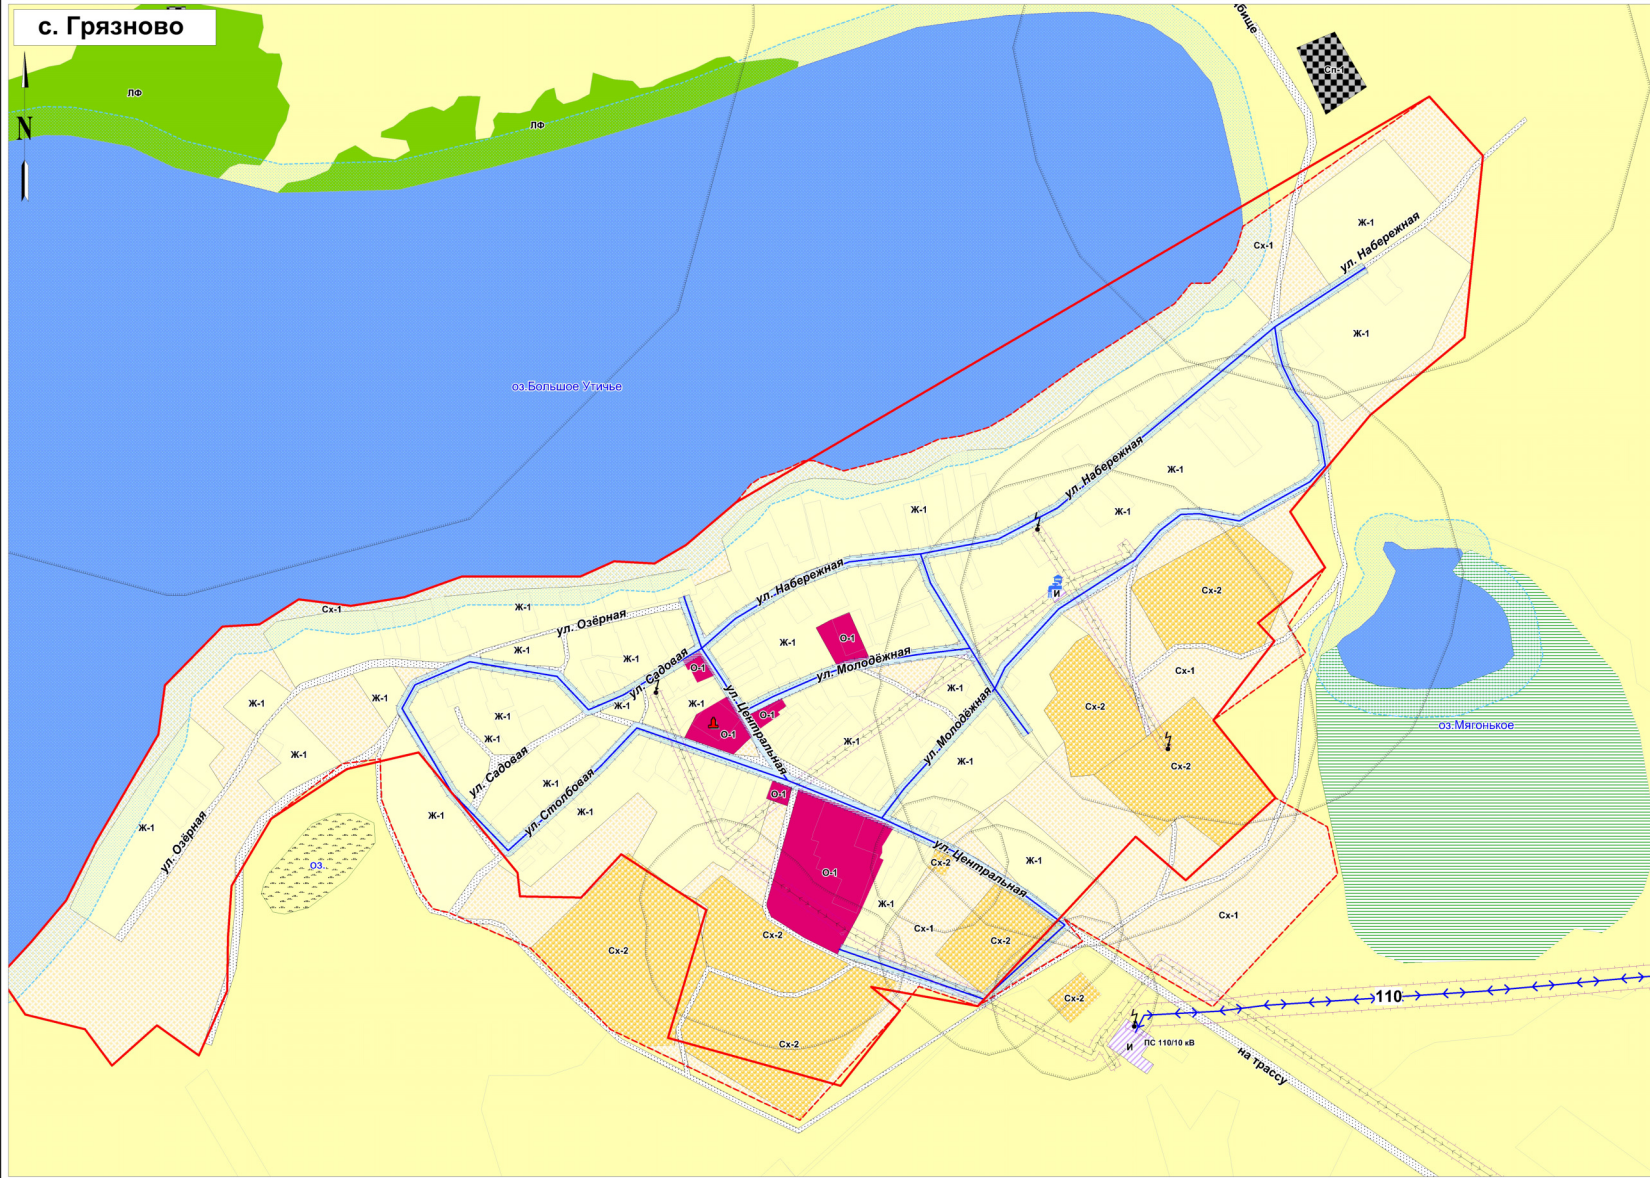 с. Грязново
N
ЛФ
ЛФ
Сп-1
Ж-1
ул. Набережная
Сх-1
Ж-1
оз.Большое Утичье
ул. Набережная
Ж-1
Ж-1
Ж-1
ул. Набережная
И
Сх-2
Сх-1
Ж-1
ул. Озёрная
О-1
Ж-1
Ж-1
Ж-1
ул. Молодёжная
ул. Садовая
О-1
Сх-1
Ж-1
Ж-1
Ж-1
Ж-1
Ж-1
Ж-1
О-1
Сх-2
ул. Центральная
О-1
Ж-1
оз.Мягонькое
Ж-1
Ж-1
Ж-1
ул. Молодёжная
Ж-1
Сх-2
ул. Садовая
Ж-1
О-1
ул. Столбовая
Ж-1
Ж-1
Ж-1
ул. Озёрная
оз.
О-1
Сх-2
ул. Центральная
Ж-1
Ж-1
Сх-1
Сх-1
Сх-2
Сх-2
Сх-2
Сх-2
110
Сх-2
И
ПС 110/10 кВ
на трассу